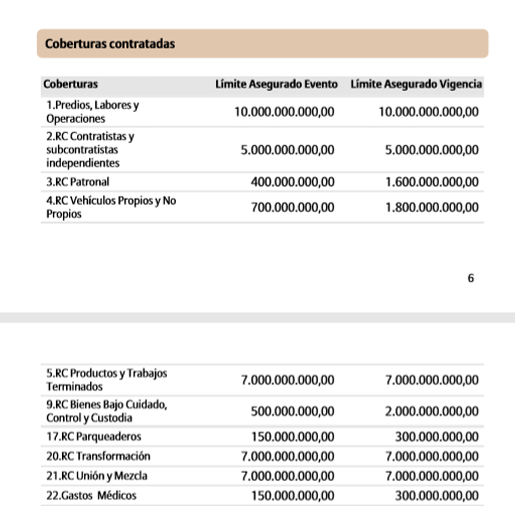 Coberturas contratadas
Coberturas Límite Asegurado Evento Límite Asegurado Vigencia
1.Predios, Labores y
Operaciones 10.000.000.000,00 10.000.000.000,00
2.RC Contratistas y
subcontratistas 5.000.000.000,00 5.000.000.000,00
independientes
3.RC Patronal 400.000.000,00 1.600.000.000,00
4.RC Vehículos Propios y No
Propios 700.000.000,00 1.800.000.000,00
6
5.RC Productos y Trabajos
Terminados 7.000.000.000,00 7.000.000.000,00
9.RC Bienes Bajo Cuidado,
Control y Custodia 500.000.000,00 2.000.000.000,00
17.RC Parqueaderos 150.000.000,00 300.000.000,00
20.RC Transformación 7.000.000.000,00 7.000.000.000,00
21.RC Unión y Mezcla 7.000.000.000,00 7.000.000.000,00
22.Gastos Médicos 150.000.000,00 300.000.000,00